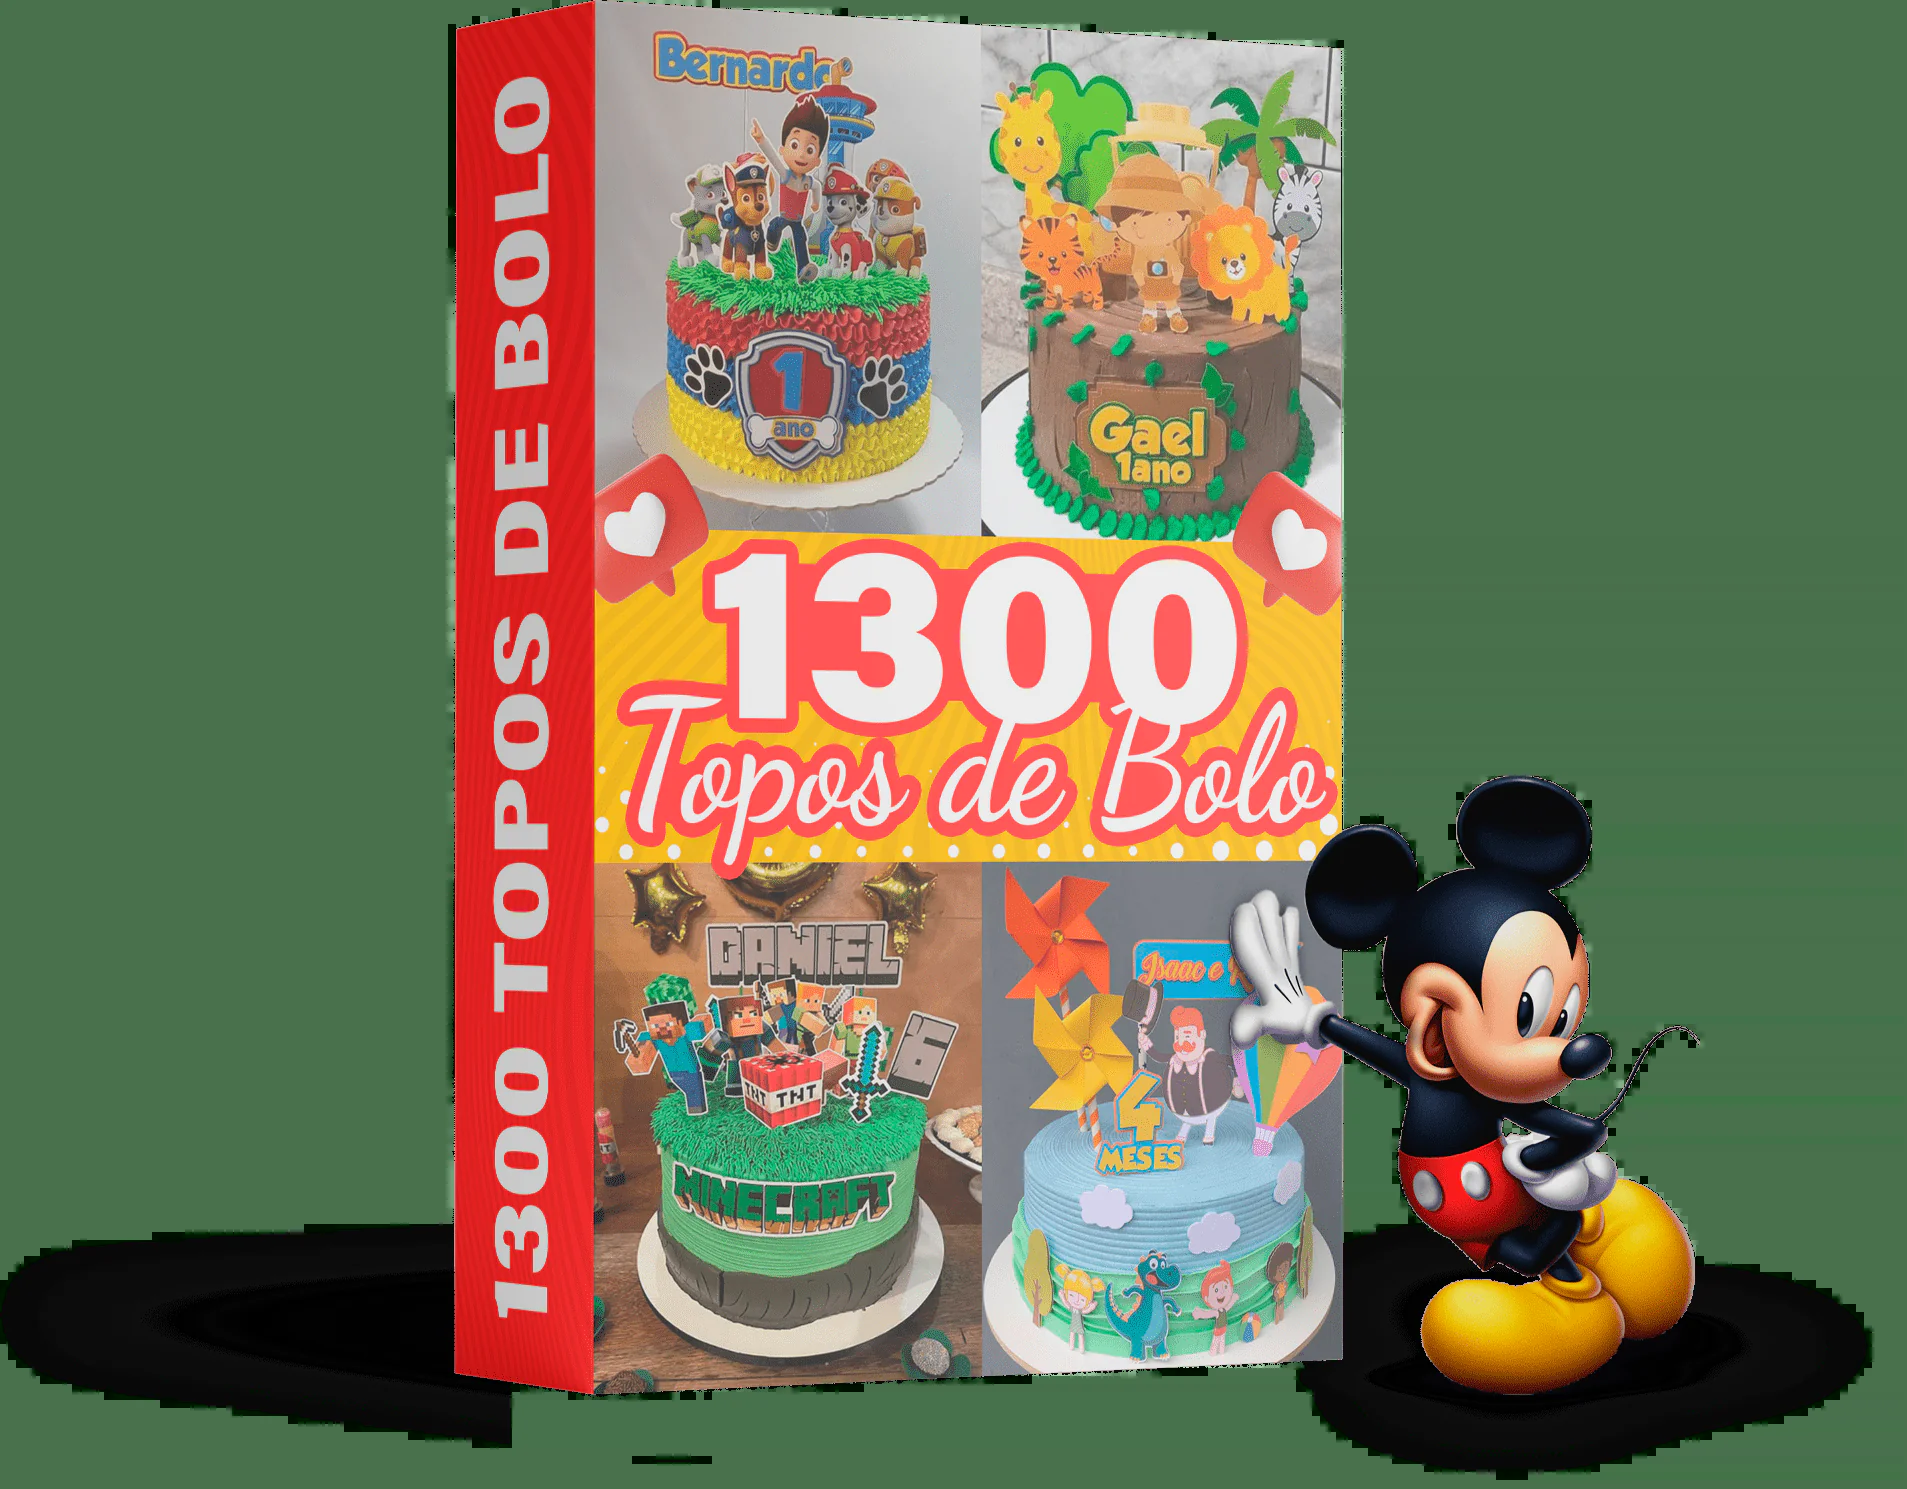 1300 TOPOS DE BOLO
Bernardo
1
ano
Gael
1ano
1300
Topos de Bolo
DANIEL
6
TNT TNT
MINECRAFT
Isaac e
4
MESES